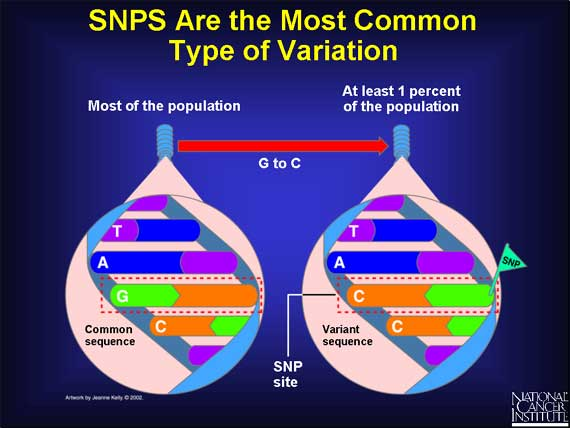 SNPS Are the Most Common
Type of Variation
Most of the population
At least 1 percent
of the population
G to C
T
A
G
C
Common
sequence
T
A
C
C
Variant
sequence
SNP
SNP
site
Artwork by Jeanne Kelly © 2002.
NATIONAL
CANCER
INSTITUTE